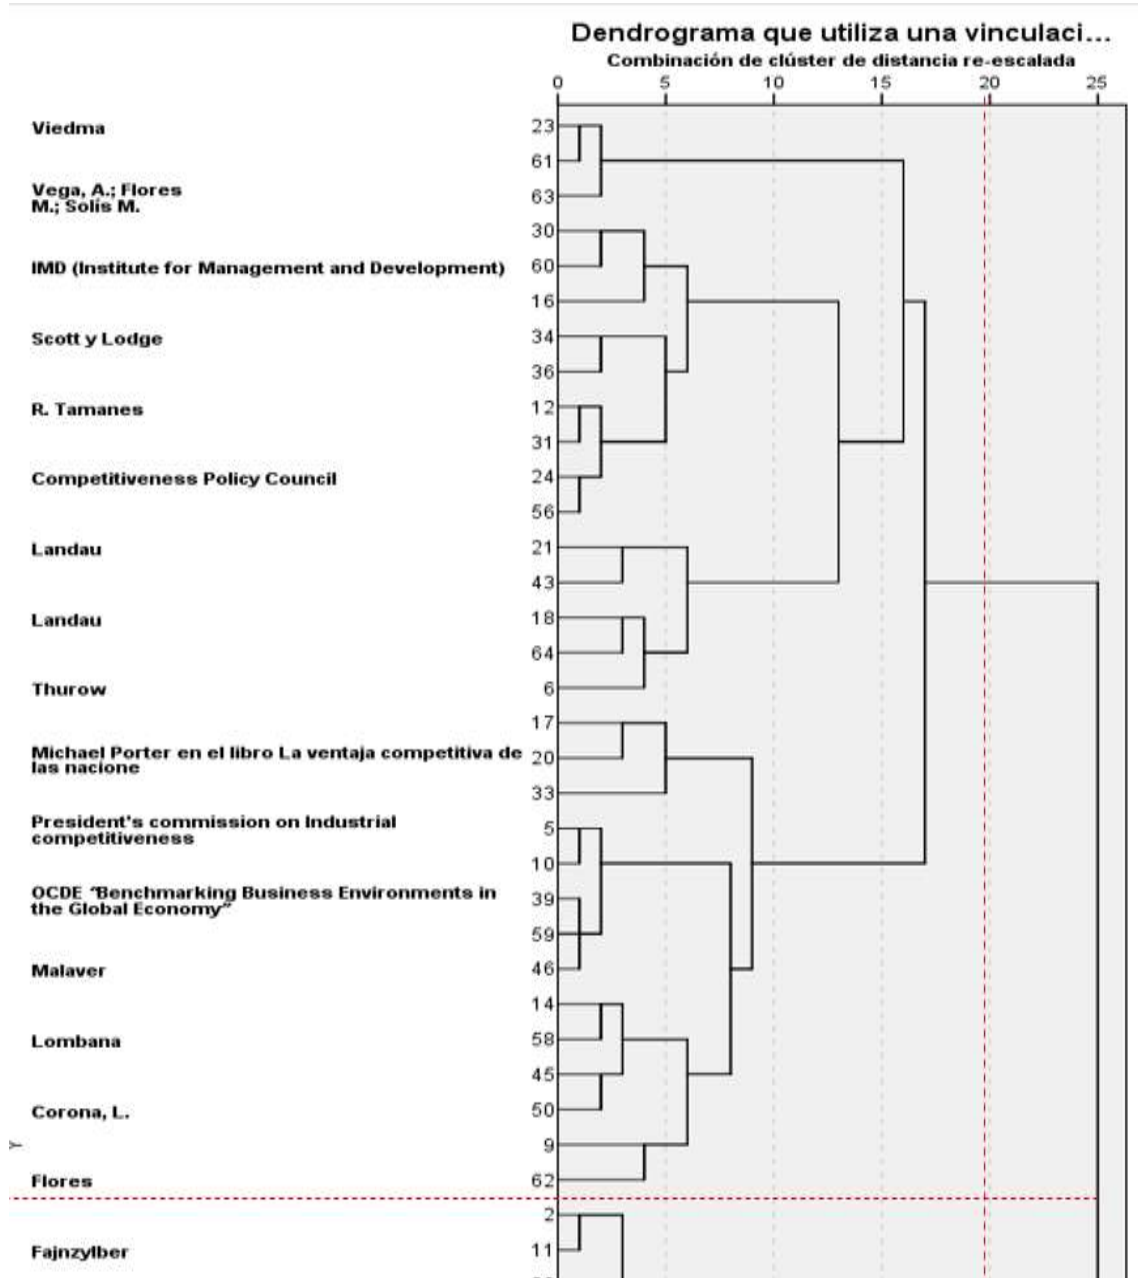 Dendrograma que utiliza una vinculaci...
Combinación de clúster de distancia re-escalada
0 5 10 15 20 25
Viedma 23
61
Vega, A.; Flores
M.; Solís M. 63
30
IMD (Institute for Management and Development) 60
16
Scott y Lodge 34
36
R. Tamanes 12
31
Competitiveness Policy Council 24
56
Landau 21
43
Landau 18
64
Thurow 6
17
Michael Porter en el libro La ventaja competitiva de
las nacione 20
33
President's commission on Industrial
competitiveness 5
10
OCDE “Benchmarking Business Environments in
the Global Economy” 39
59
Malaver 46
14
Lombana 58
45
Corona, L. 50
Y
9
Flores 62
2
Fajnzylber 11